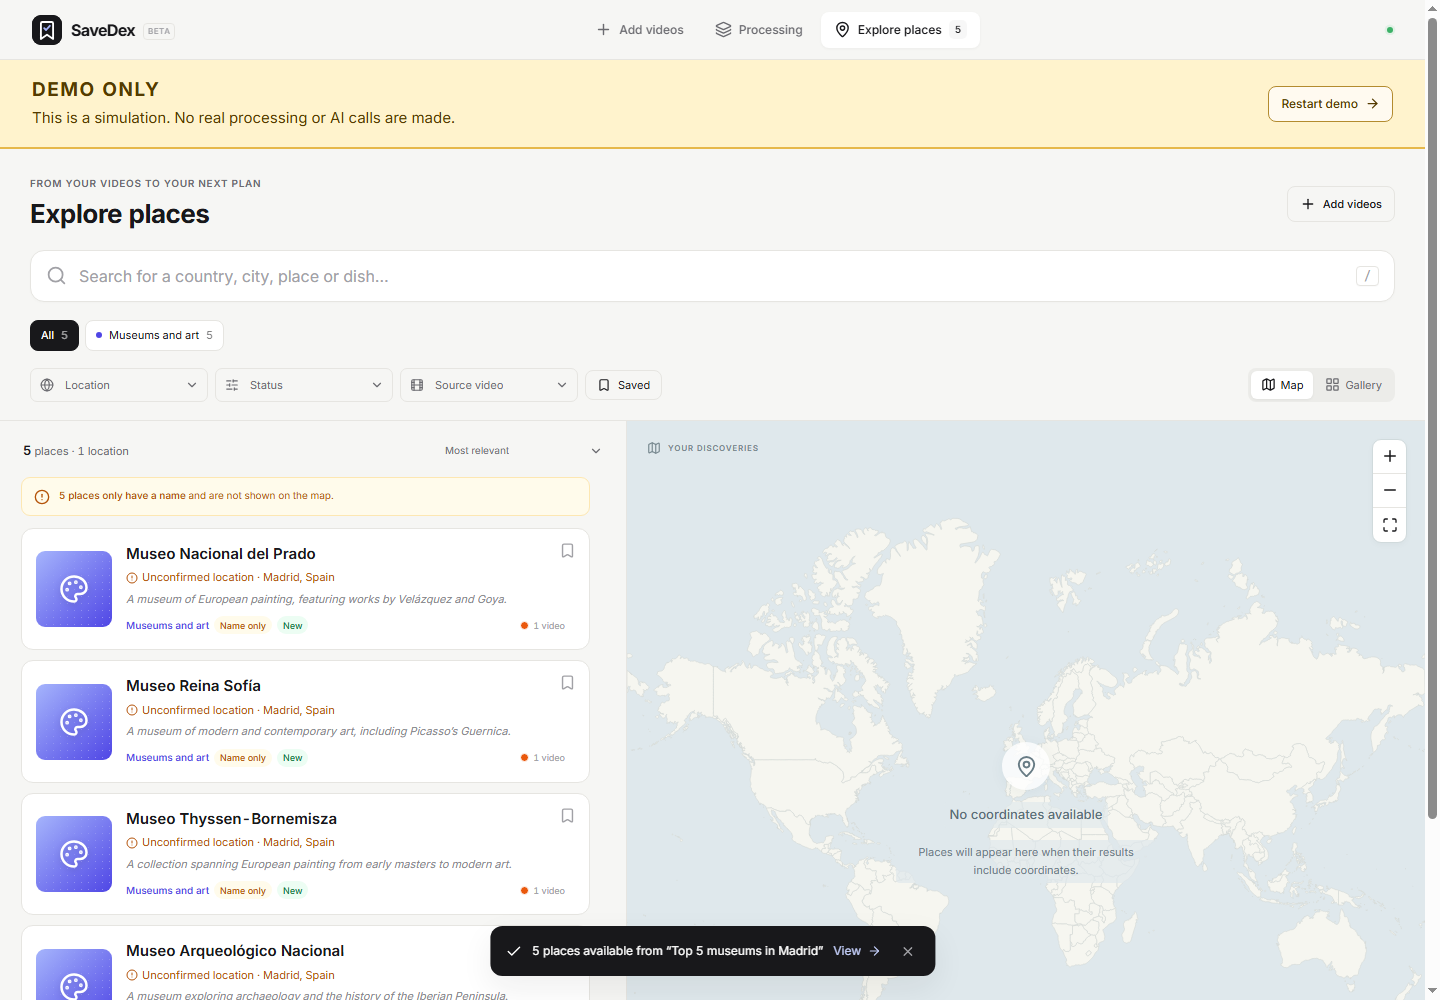 SaveDex BETA
Add videos
Processing
Explore places 5
DEMO ONLY
This is a simulation. No real processing or AI calls are made.
Restart demo
FROM YOUR VIDEOS TO YOUR NEXT PLAN
Explore places
Add videos
Search for a country, city, place or dish...
/
All 5
Museums and art 5
Location
Status
Source video
Saved
Map
Gallery
5 places · 1 location
Most relevant
5 places only have a name and are not shown on the map.
Museo Nacional del Prado
Unconfirmed location · Madrid, Spain
A museum of European painting, featuring works by Velázquez and Goya.
Museums and art Name only New 1 video
Museo Reina Sofía
Unconfirmed location · Madrid, Spain
A museum of modern and contemporary art, including Picasso’s Guernica.
Museums and art Name only New 1 video
Museo Thyssen-Bornemisza
Unconfirmed location · Madrid, Spain
A collection spanning European painting from early masters to modern art.
Museums and art Name only New 1 video
Museo Arqueológico Nacional
Unconfirmed location · Madrid, Spain
A museum exploring archaeology and the history of the Iberian Peninsula.
YOUR DISCOVERIES
No coordinates available
Places will appear here when their results
include coordinates.
5 places available from “Top 5 museums in Madrid” View